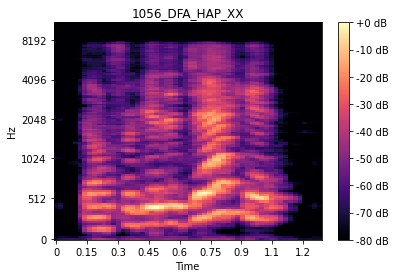 1056_DFA_HAP_XX
Hz
8192
4096
2048
1024
512
0
0 0.15 0.3 0.45 0.6 0.75 0.9 1.1 1.2
Time
+0 dB
-10 dB
-20 dB
-30 dB
-40 dB
-50 dB
-60 dB
-70 dB
-80 dB